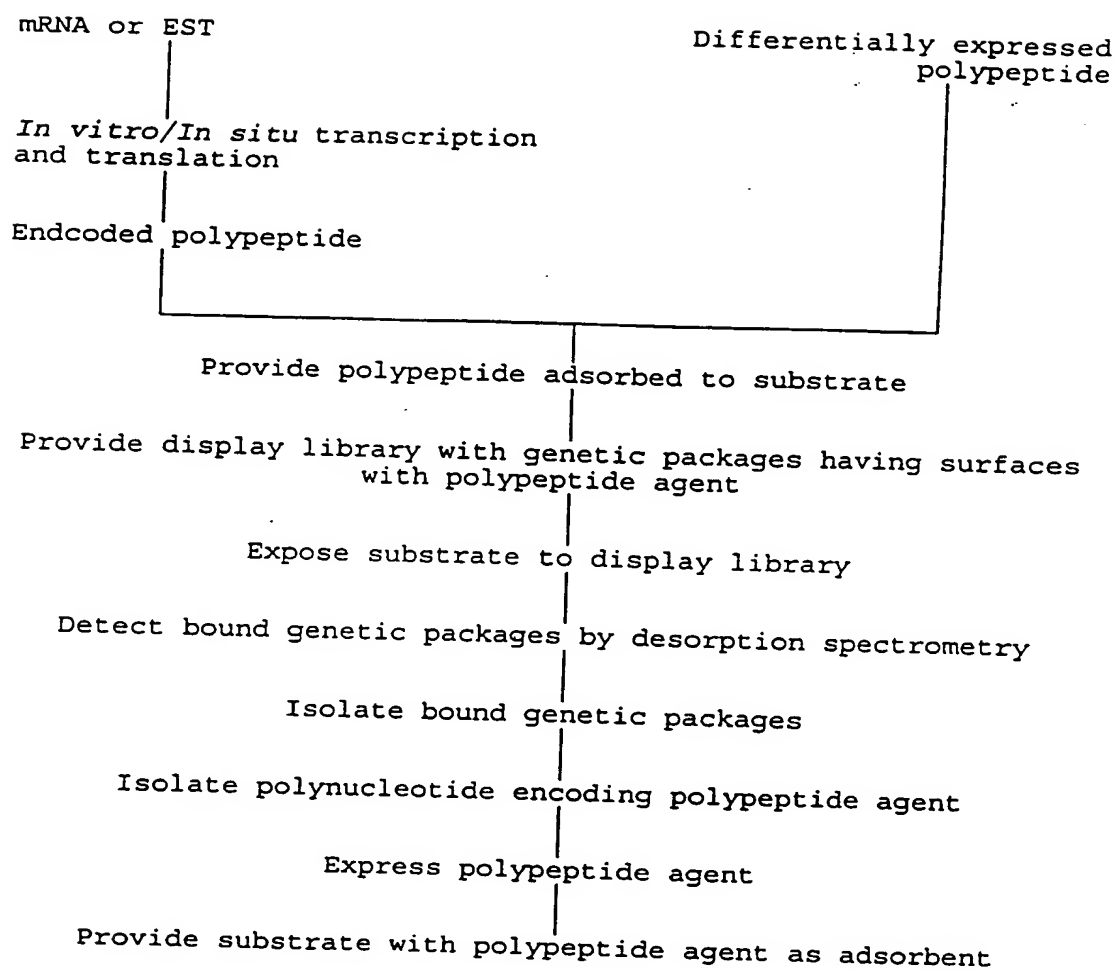 mRNA or EST
Differentially expressed
polypeptide
In vitro/In situ transcription
and translation
Endcoded polypeptide
Provide polypeptide adsorbed to substrate
Provide display library with genetic packages having surfaces
with polypeptide agent
Expose substrate to display library
Detect bound genetic packages by desorption spectrometry
Isolate bound genetic packages
Isolate polynucleotide encoding polypeptide agent
Express polypeptide agent
Provide substrate with polypeptide agent as adsorbent